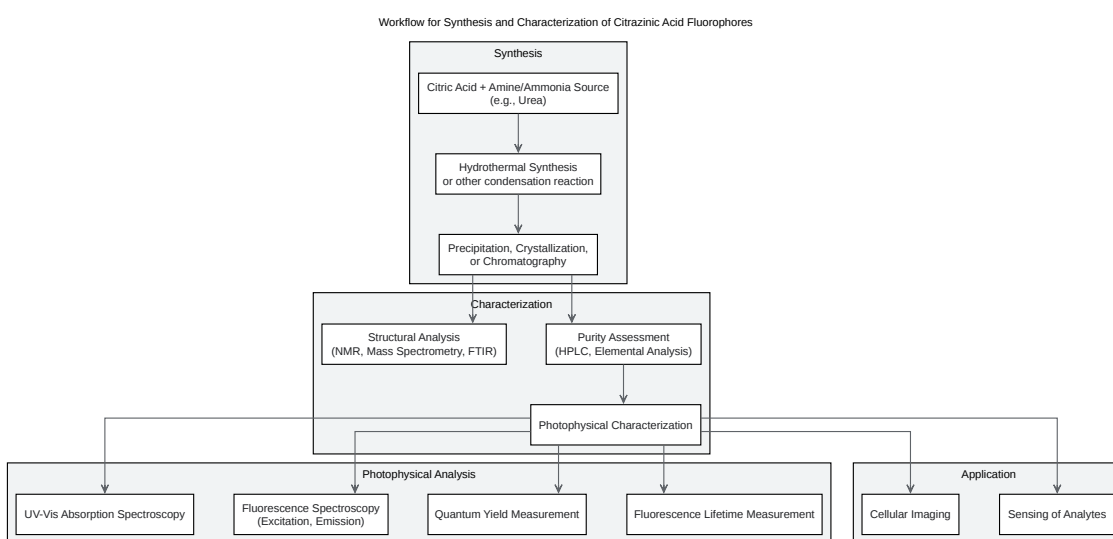 Workflow for Synthesis and Characterization of Citrazinic Acid Fluorophores
Synthesis
Citric Acid + Amine/Ammonia Source
(e.g., Urea)
Hydrothermal Synthesis
or other condensation reaction
Precipitation, Crystallization,
or Chromatography
Characterization
Structural Analysis
(NMR, Mass Spectrometry, FTIR)
Purity Assessment
(HPLC, Elemental Analysis)
Photophysical Characterization
Photophysical Analysis
UV-Vis Absorption Spectroscopy
Fluorescence Spectroscopy
(Excitation, Emission)
Quantum Yield Measurement
Fluorescence Lifetime Measurement
Application
Cellular Imaging
Sensing of Analytes